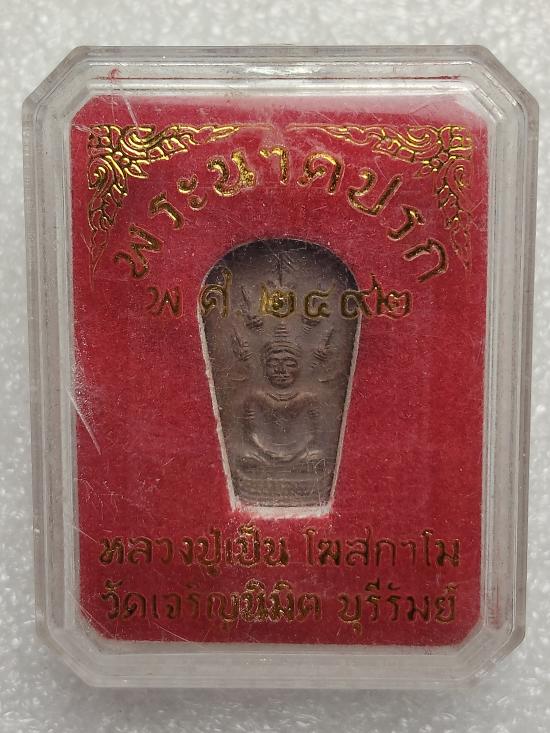 พระนาคปรก
พ.ศ. ๒๔๙๒
หลวงปู่เป็น โฆสกาโม
วัดเจริญนิมิต บุรีรัมย์